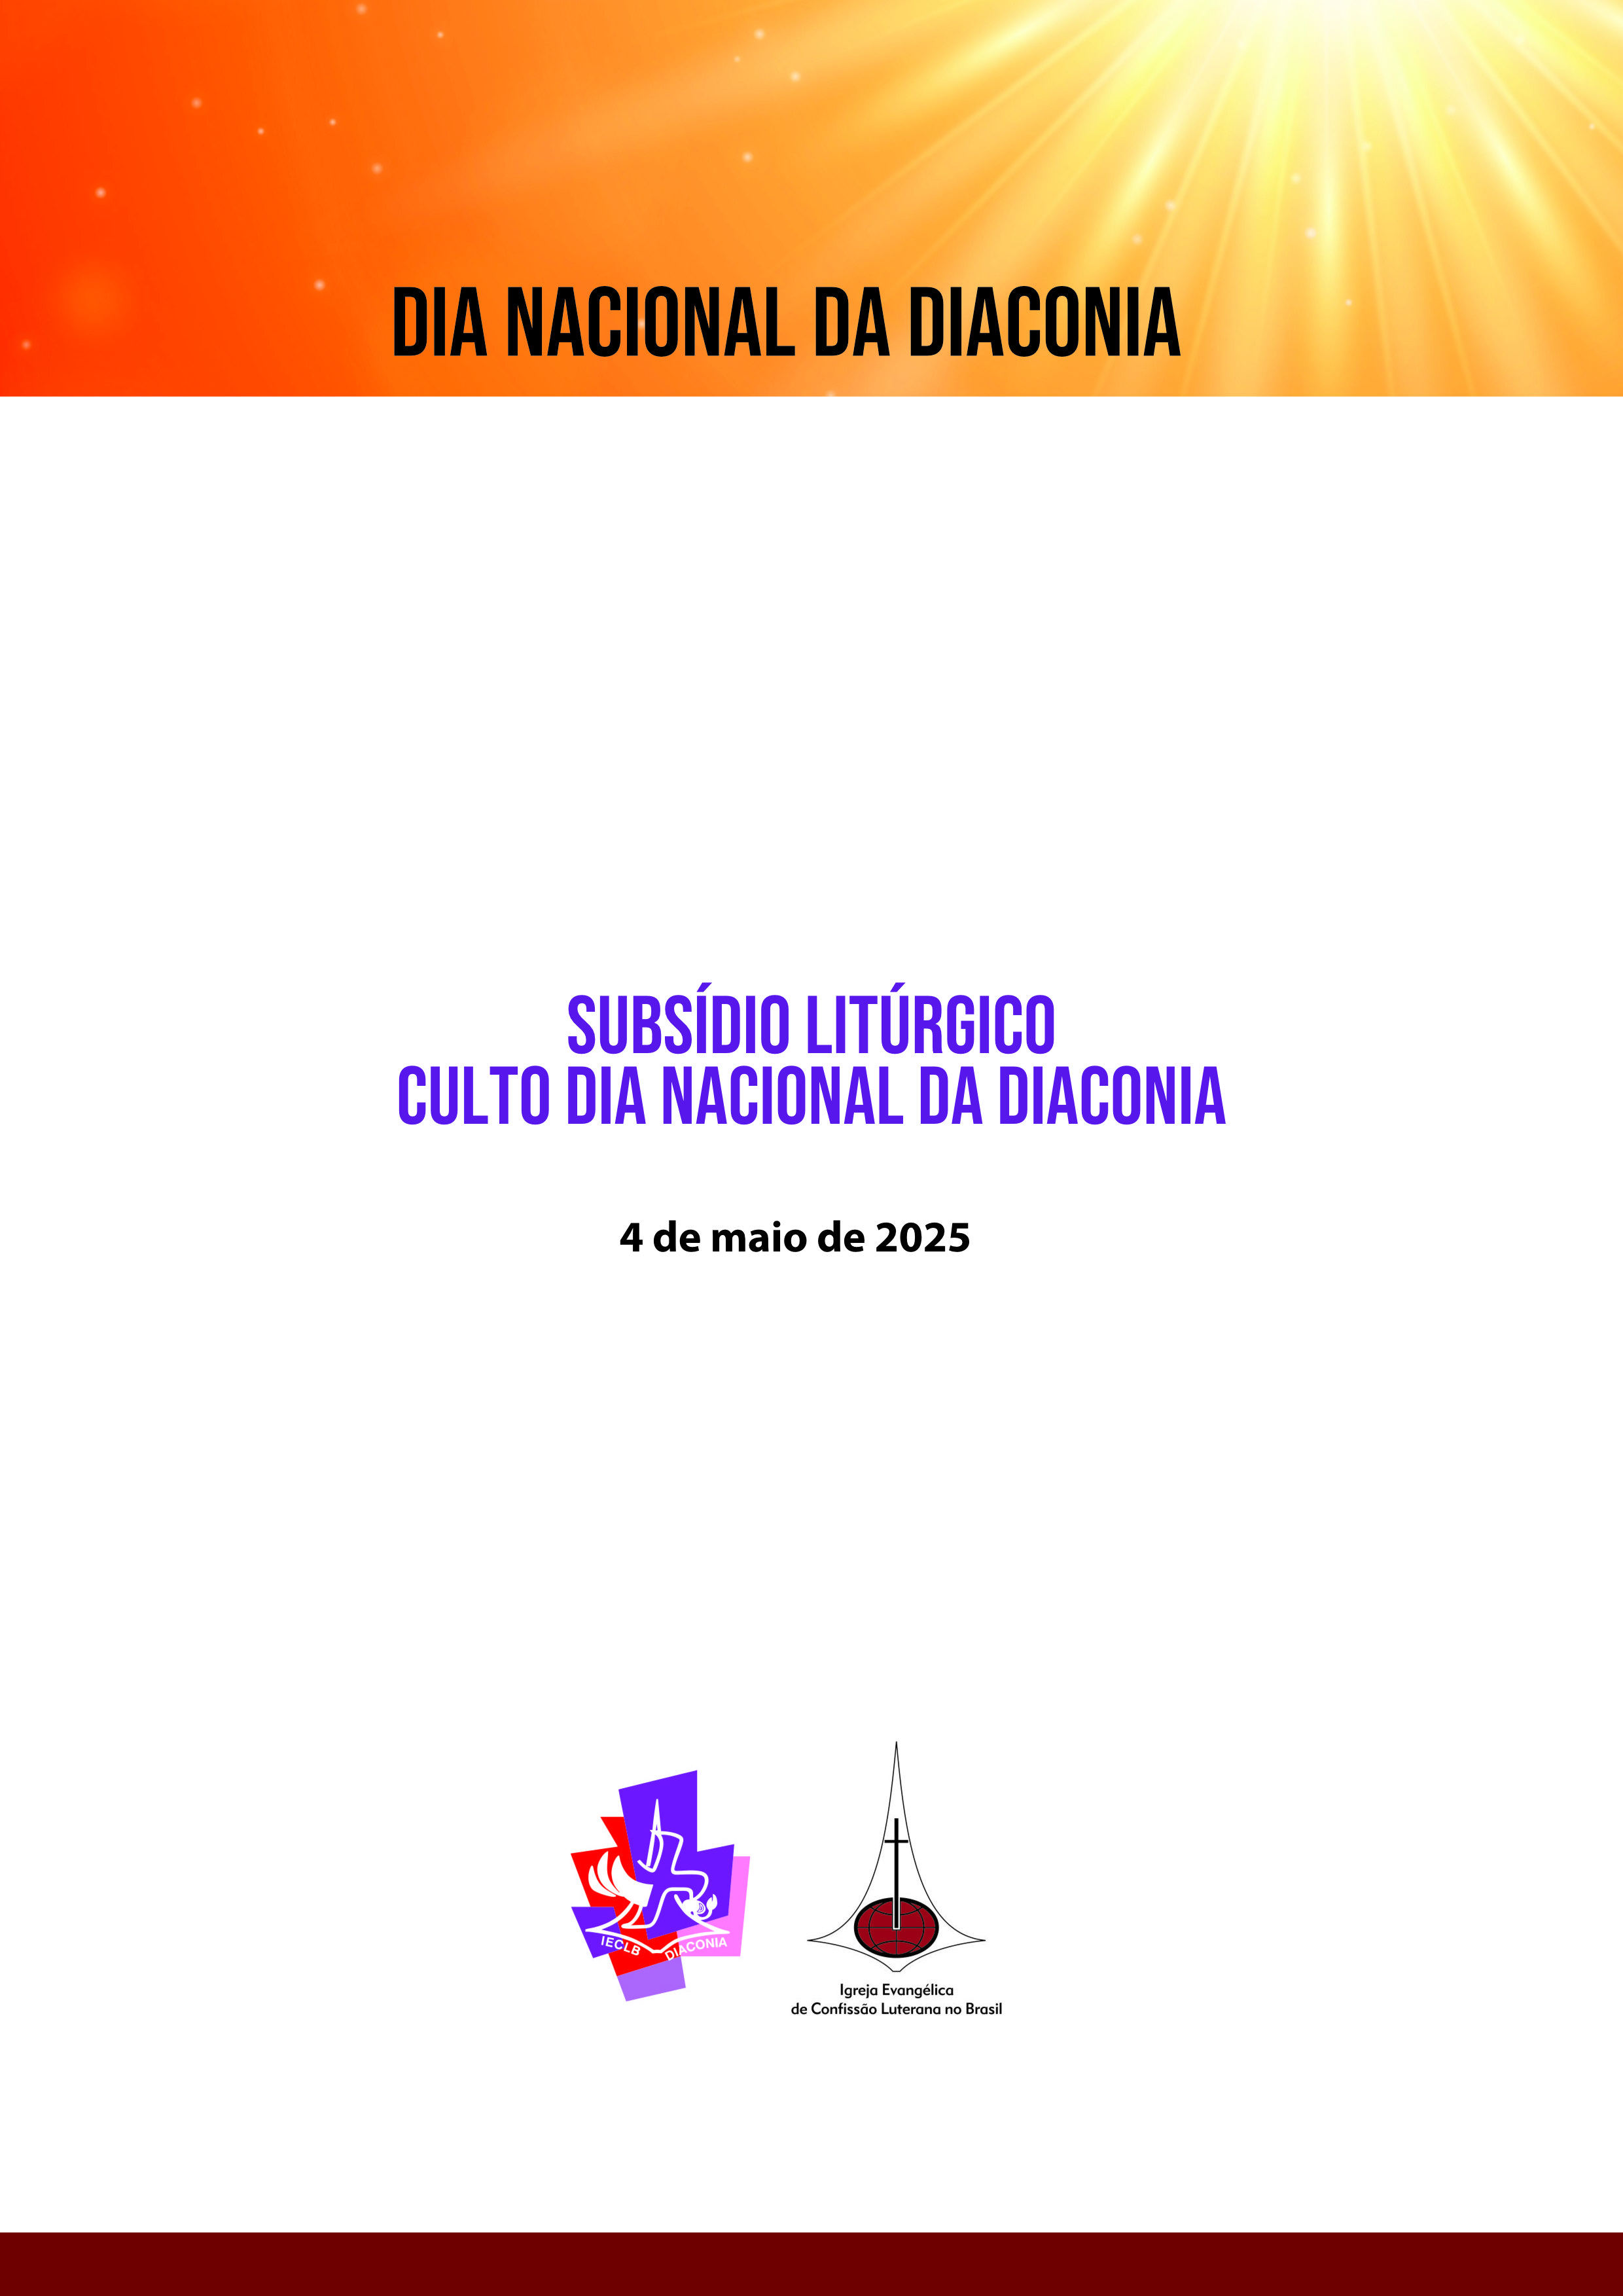 DIA NACIONAL DA DIACONIA
SUBSÍDIO LITÚRGICO
CULTO DIA NACIONAL DA DIACONIA
4 de maio de 2025
IECLB DIACONIA
Igreja Evangélica
de Confissão Luterana no Brasil